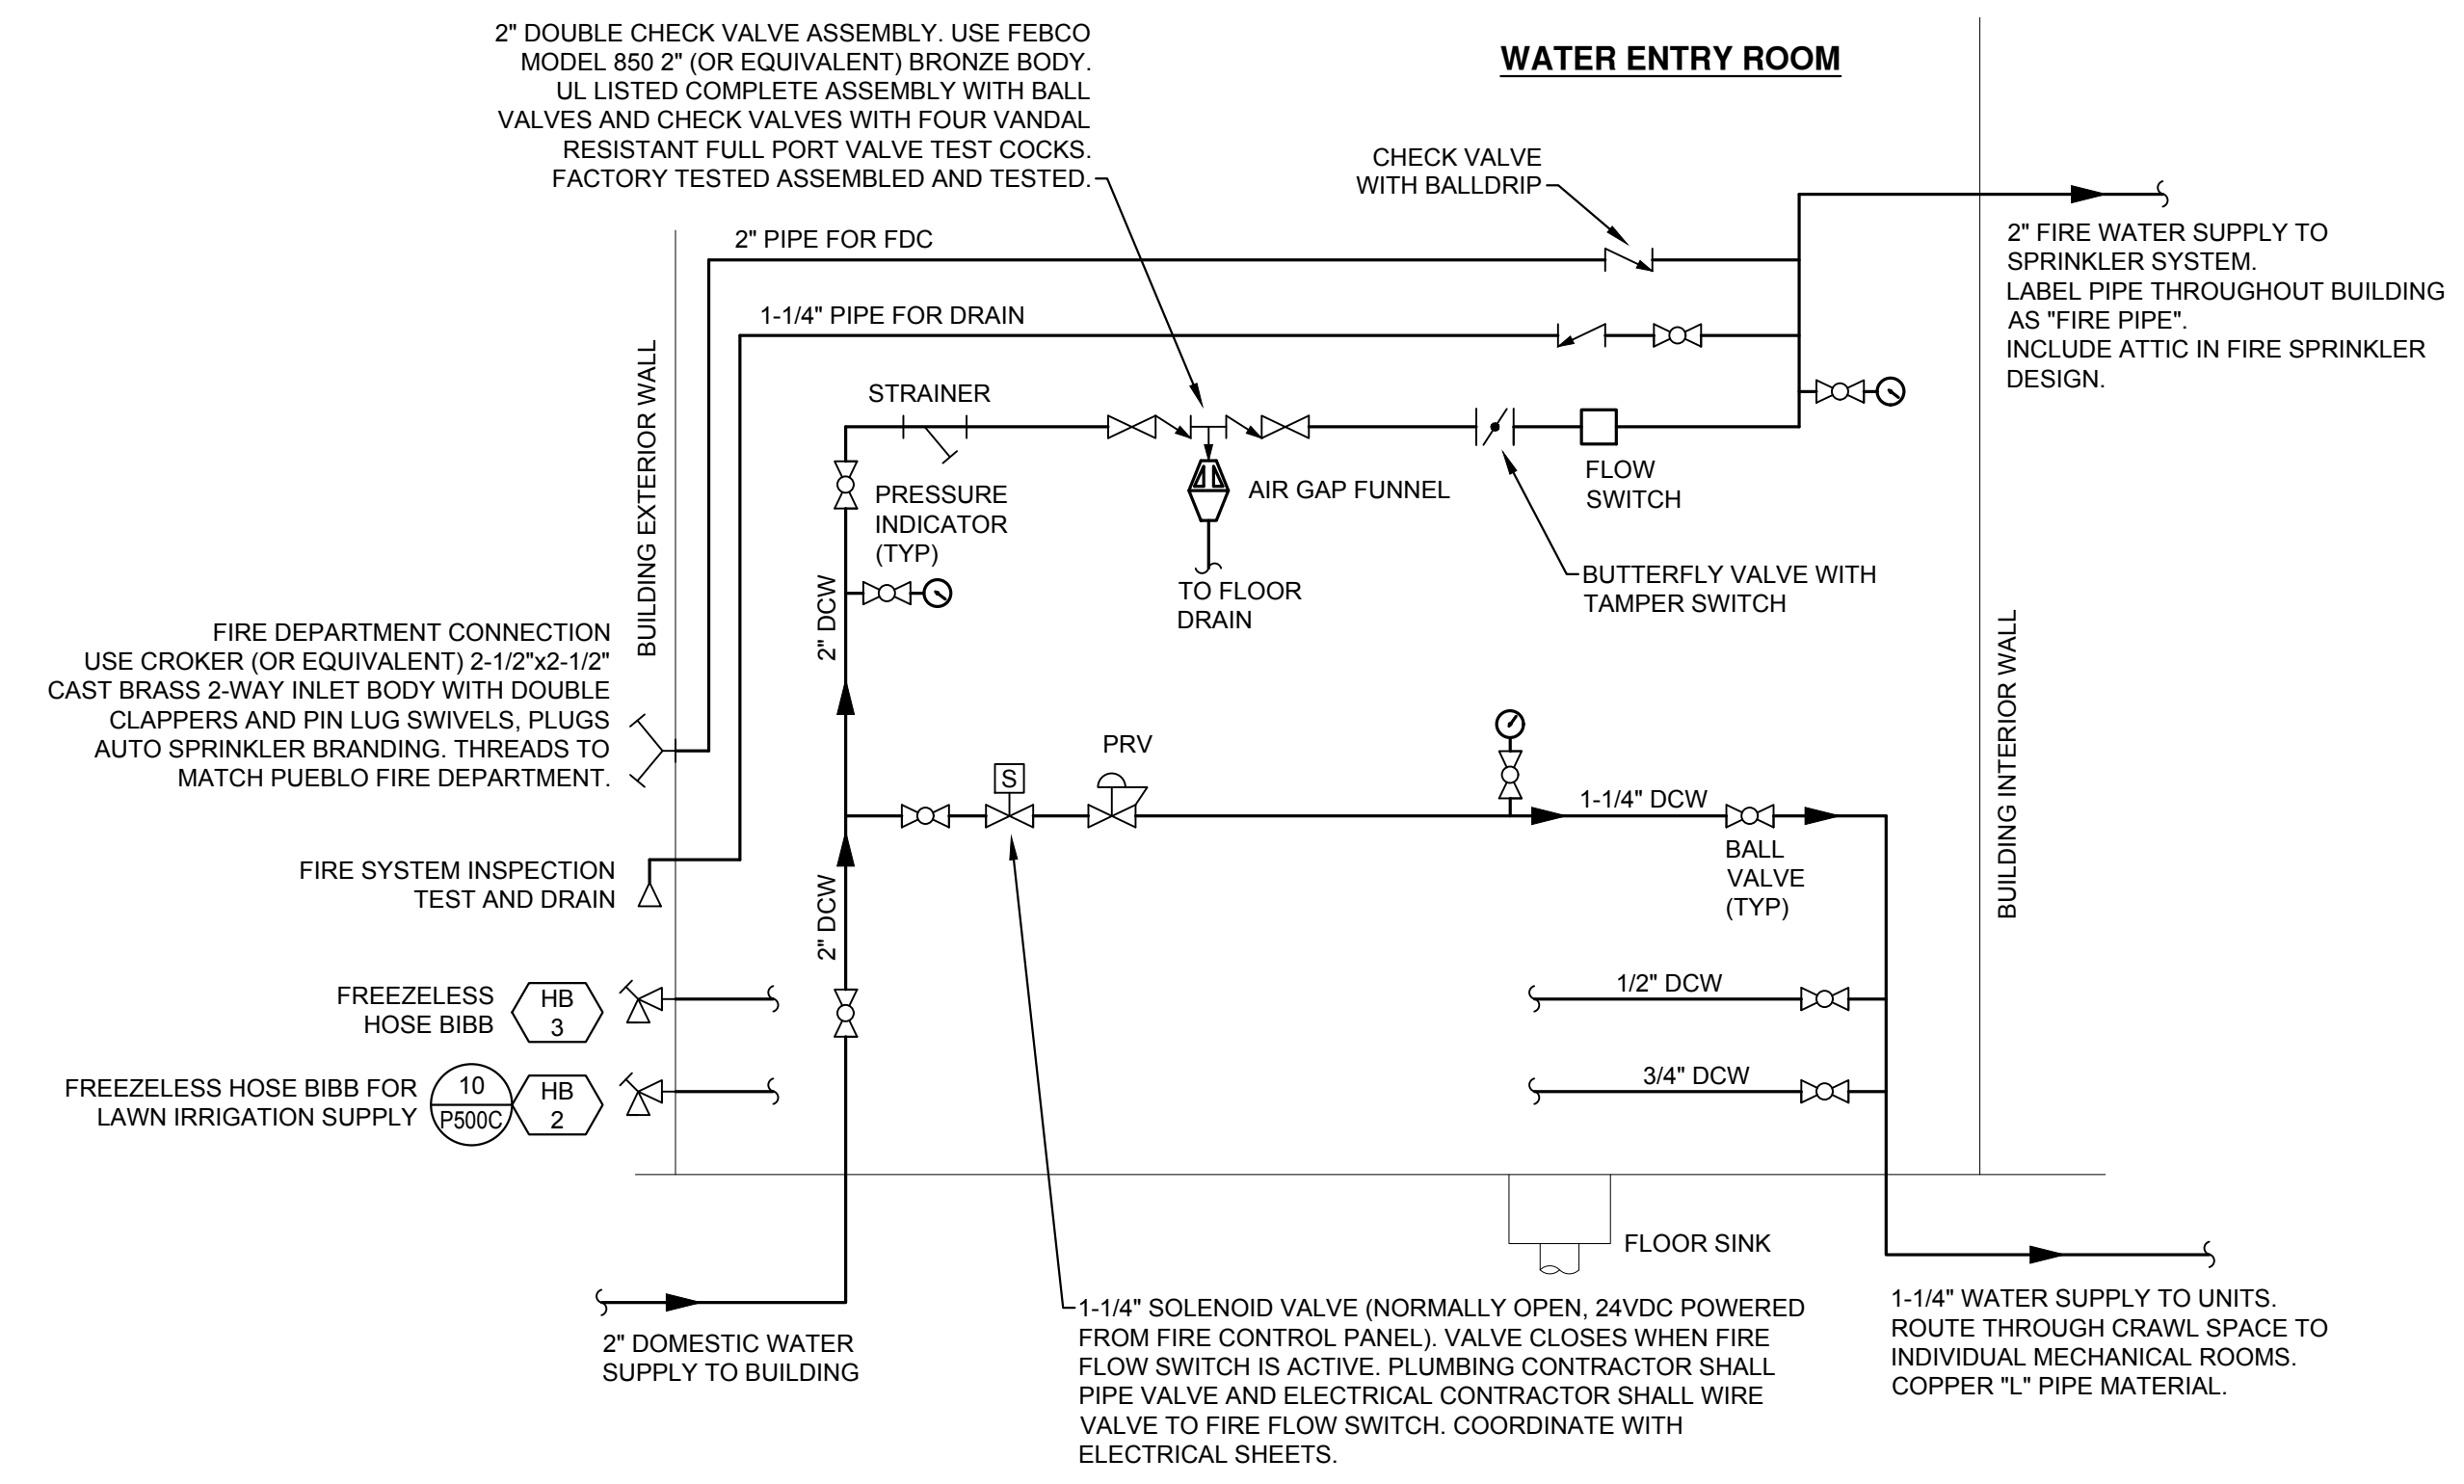 2" DOUBLE CHECK VALVE ASSEMBLY. USE FEBCO
MODEL 850 2" (OR EQUIVALENT) BRONZE BODY.
UL LISTED COMPLETE ASSEMBLY WITH BALL
VALVES AND CHECK VALVES WITH FOUR VANDAL
RESISTANT FULL PORT VALVE TEST COCKS.
FACTORY TESTED ASSEMBLED AND TESTED.
WATER ENTRY ROOM
CHECK VALVE
WITH BALLDRIP
2" PIPE FOR FDC
2" FIRE WATER SUPPLY TO
SPRINKLER SYSTEM.
LABEL PIPE THROUGHOUT BUILDING
AS "FIRE PIPE".
INCLUDE ATTIC IN FIRE SPRINKLER
DESIGN.
1-1/4" PIPE FOR DRAIN
BUILDING EXTERIOR WALL
STRAINER
PRESSURE
INDICATOR
(TYP)
AIR GAP FUNNEL
FLOW
SWITCH
TO FLOOR
DRAIN
BUTTERFLY VALVE WITH
TAMPER SWITCH
2" DCW
FIRE DEPARTMENT CONNECTION
USE CROKER (OR EQUIVALENT) 2-1/2"x2-1/2"
CAST BRASS 2-WAY INLET BODY WITH DOUBLE
CLAPPERS AND PIN LUG SWIVELS, PLUGS
AUTO SPRINKLER BRANDING. THREADS TO
MATCH PUEBLO FIRE DEPARTMENT.
BUILDING INTERIOR WALL
S
PRV
1-1/4" DCW
BALL
VALVE
(TYP)
FIRE SYSTEM INSPECTION
TEST AND DRAIN
2" DCW
FREEZELESS
HOSE BIBB
HB
3
1/2" DCW
FREEZELESS HOSE BIBB FOR
LAWN IRRIGATION SUPPLY
10
P500C
HB
2
3/4" DCW
FLOOR SINK
2" DOMESTIC WATER
SUPPLY TO BUILDING
1-1/4" SOLENOID VALVE (NORMALLY OPEN, 24VDC POWERED
FROM FIRE CONTROL PANEL). VALVE CLOSES WHEN FIRE
FLOW SWITCH IS ACTIVE. PLUMBING CONTRACTOR SHALL
PIPE VALVE AND ELECTRICAL CONTRACTOR SHALL WIRE
VALVE TO FIRE FLOW SWITCH. COORDINATE WITH
ELECTRICAL SHEETS.
1-1/4" WATER SUPPLY TO UNITS.
ROUTE THROUGH CRAWL SPACE TO
INDIVIDUAL MECHANICAL ROOMS.
COPPER "L" PIPE MATERIAL.